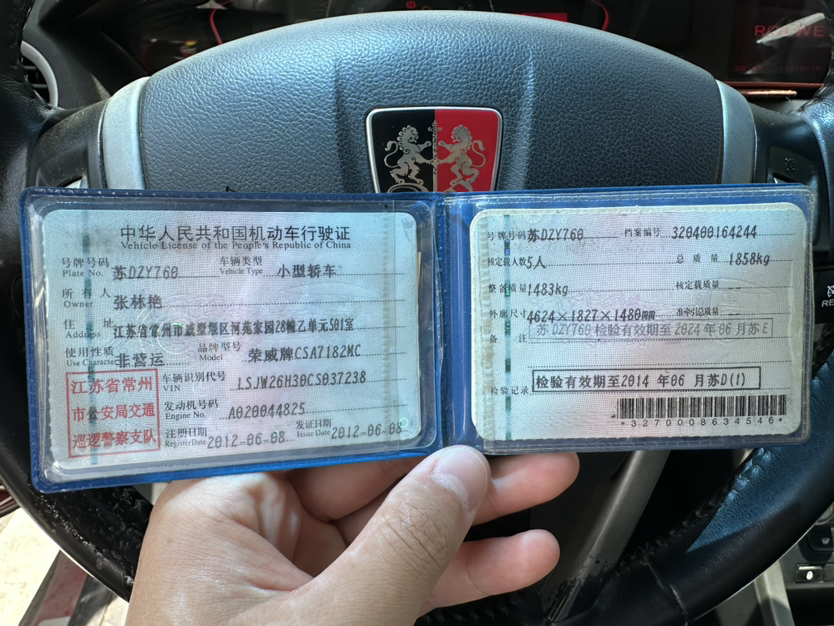 ROEWE
中华人民共和国机动车行驶证
Vehicle License of the People's Republic of China
号牌号码 苏DZY760 车辆类型 小型轿车
Plate No. Vehicle Type
所有人 张林艳
Owner
住址 江苏省常州市戚墅堰区河苑家园28幢乙单元501室
Address
使用性质 非营运 品牌型号 荣威牌CSA7182MC
Use Character Model
江苏省常州
市公安局交通
巡逻警察支队
车辆识别代号 LSJW26H30CS037238
VIN
发动机号码 A020044825
Engine No.
注册日期 2012-06-08 发证日期 2012-06-08
Register Date Issue Date
号牌号码 苏DZY760 档案编号 320400164244
核定载人数 5人 总质量 1858kg
整备质量 1483kg 核定载质量
外廓尺寸 4624×1827×1480mm 准牵引总质量
备注 苏DZY760 检验有效期至2024年06月苏E
检验记录 检验有效期至2014年06月苏D(1)
*3270008634546*